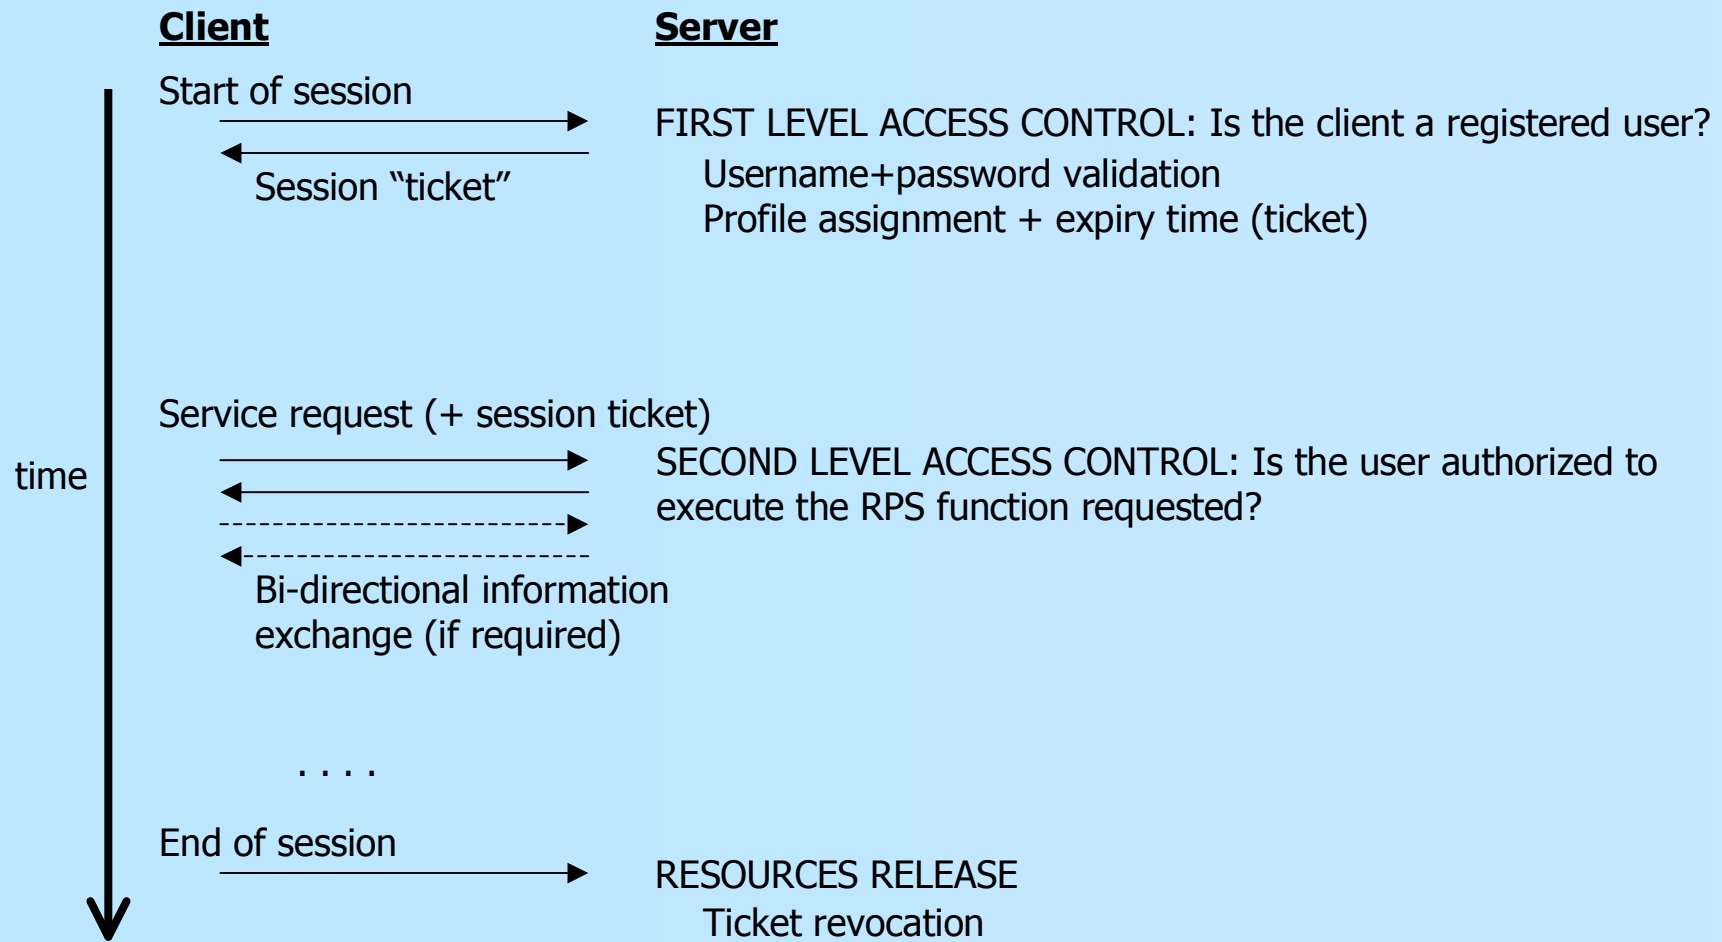 Client
Server
Start of session
FIRST LEVEL ACCESS CONTROL: Is the client a registered user?
Session “ticket”
Username+password validation
Profile assignment + expiry time (ticket)
Service request (+ session ticket)
time
SECOND LEVEL ACCESS CONTROL: Is the user authorized to
execute the RPS function requested?
Bi-directional information
exchange (if required)
. . . .
End of session
RESOURCES RELEASE
Ticket revocation